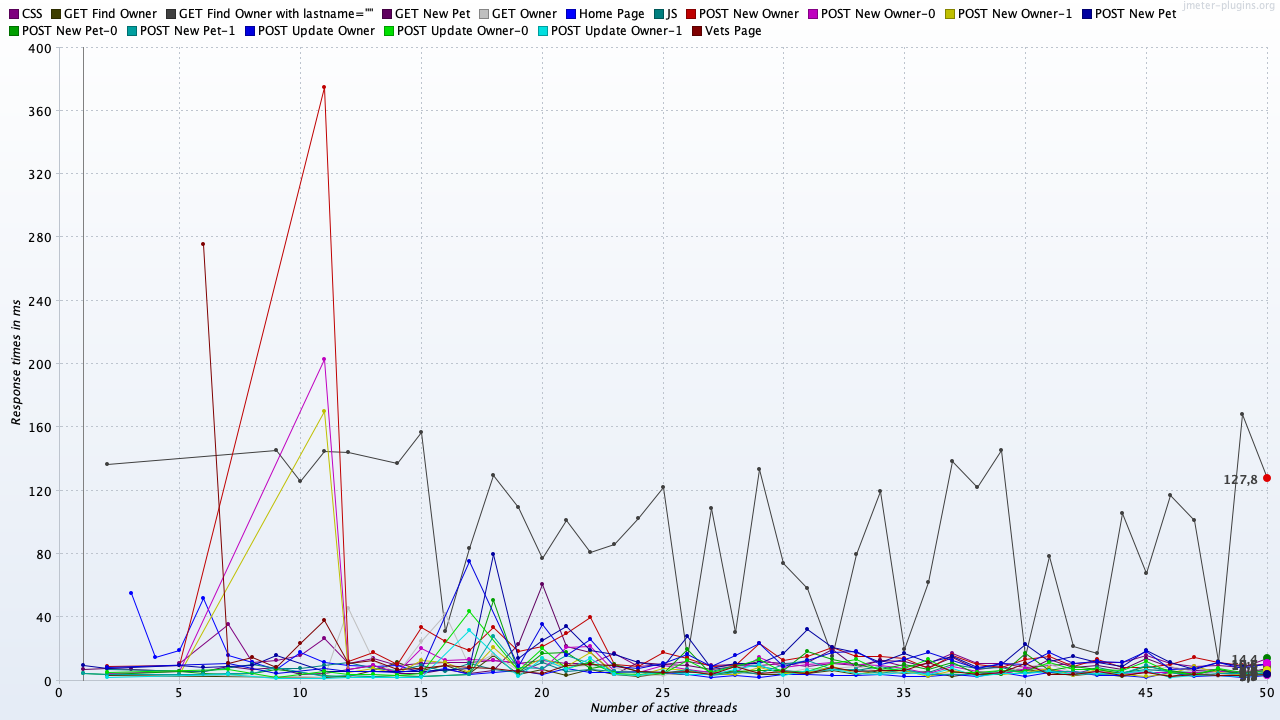 jmeter-plugins.org
CSS GET Find Owner GET Find Owner with lastname="" GET New Pet GET Owner Home Page JS POST New Owner POST New Owner-0 POST New Owner-1 POST New Pet
POST New Pet-0 POST New Pet-1 POST Update Owner POST Update Owner-0 POST Update Owner-1 Vets Page
400
360
320
280
240
200
160
120
80
40
0
Response times in ms
127,8
0 5 10 15 20 25 30 35 40 45 50
Number of active threads